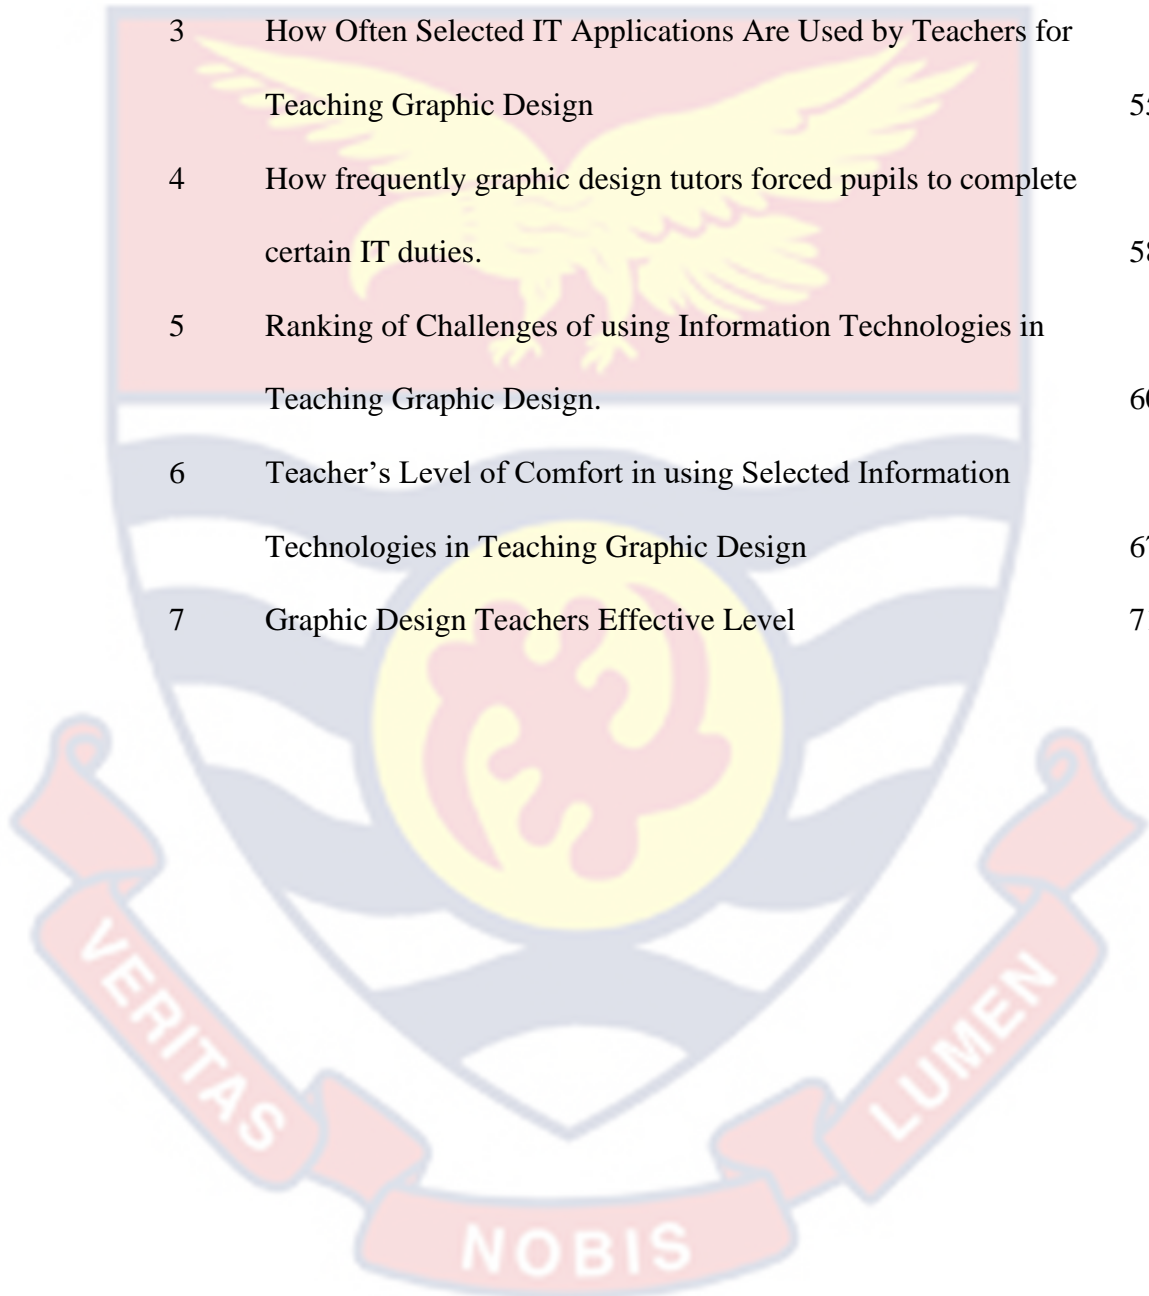 3 How Often Selected IT Applications Are Used by Teachers for
Teaching Graphic Design
4 How frequently graphic design tutors forced pupils to complete
certain IT duties.
5 Ranking of Challenges of using Information Technologies in
Teaching Graphic Design.
6 Teacher’s Level of Comfort in using Selected Information
Technologies in Teaching Graphic Design
7 Graphic Design Teachers Effective Level
VERITAS
NOBIS
LUMEN